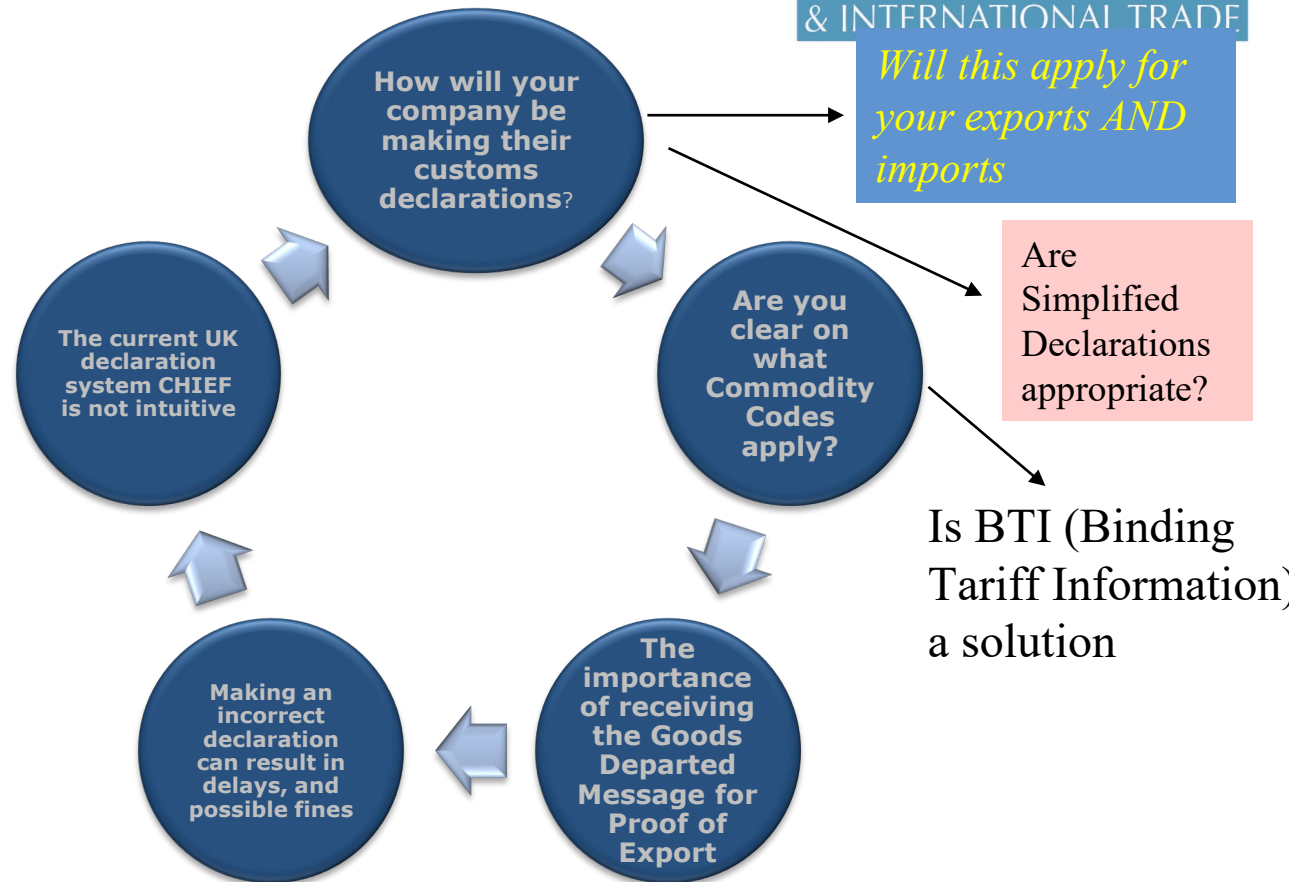 & INTERNATIONAL TRADE
How will your
company be
making their
customs
declarations?
Will this apply for
your exports AND
imports
Are
Simplified
Declarations
appropriate?
Are you
clear on
what
Commodity
Codes
apply?
Is BTI (Binding
Tariff Information)
a solution
The
importance
of receiving
the Goods
Departed
Message for
Proof of
Export
Making an
incorrect
declaration
can result in
delays, and
possible fines
The current UK
declaration
system CHIEF
is not intuitive